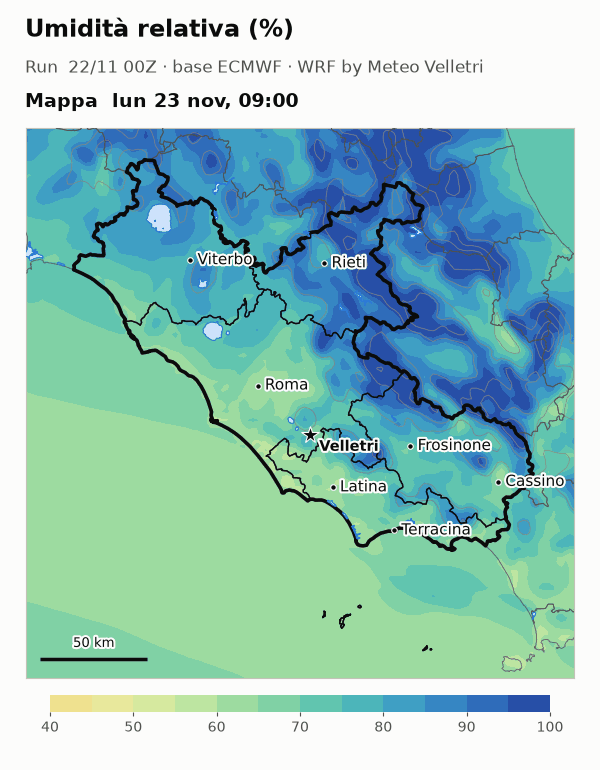 Umidità relativa (%)
Run  22/11 00Z · base ECMWF · WRF by Meteo Velletri
Mappa  lun 23 nov, 09:00
Viterbo
Rieti
Roma
Velletri
Frosinone
Latina
Cassino
Terracina
50 km
40 50 60 70 80 90 100